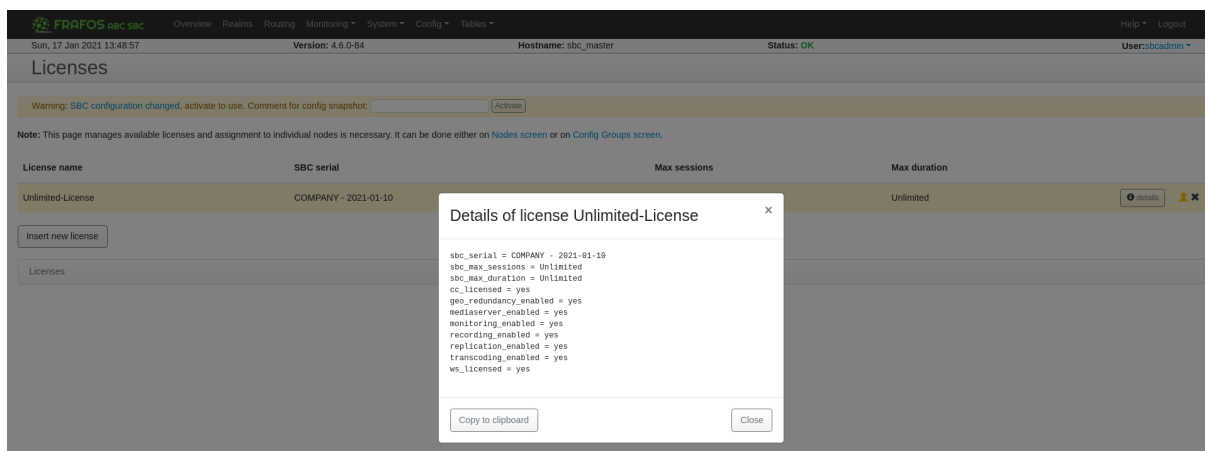 FRAFOS ABC SBC Overview Realms Routing Monitoring System Config Tables Help Logout
Sun, 17 Jan 2021 13:48:57 Version: 4.6.0-84 Hostname: sbc_master Status: OK User:sbcadmin
Licenses
Warning: SBC configuration changed, activate to use. Comment for config snapshot: Activate
Note: This page manages available licenses and assignment to individual nodes is necessary. It can be done either on Nodes screen or on Config Groups screen.
License name SBC serial Max sessions Max duration
Unlimited-License COMPANY - 2021-01-10 Unlimited details
Insert new license
Licenses
Details of license Unlimited-License ×
sbc_serial = COMPANY - 2021-01-10
sbc_max_sessions = Unlimited
sbc_max_duration = Unlimited
cc_licensed = yes
geo_redundancy_enabled = yes
mediaserver_enabled = yes
monitoring_enabled = yes
recording_enabled = yes
replication_enabled = yes
transcoding_enabled = yes
ws_licensed = yes
Copy to clipboard Close